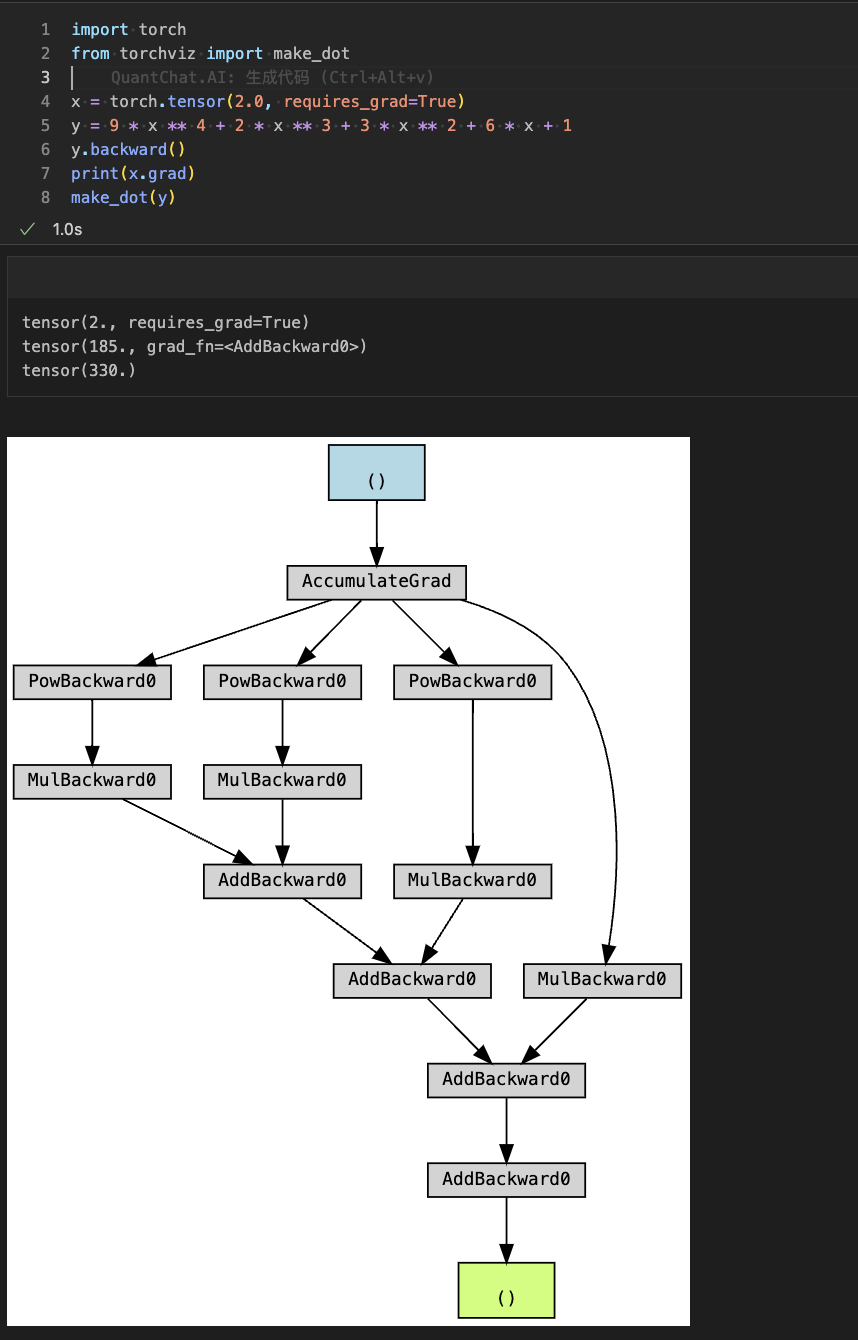 1 import torch
2 from torchviz import make_dot
3 QuantChat.AI: 生成代码 (Ctrl+Alt+v)
4 x = torch.tensor(2.0, requires_grad=True)
5 y = 9 * x ** 4 + 2 * x ** 3 + 3 * x ** 2 + 6 * x + 1
6 y.backward()
7 print(x.grad)
8 make_dot(y)
1.0s
tensor(2., requires_grad=True)
tensor(185., grad_fn=<AddBackward0>)
tensor(330.)
()
AccumulateGrad
PowBackward0 PowBackward0 PowBackward0
MulBackward0 MulBackward0
AddBackward0 MulBackward0
AddBackward0 MulBackward0
AddBackward0
AddBackward0
()